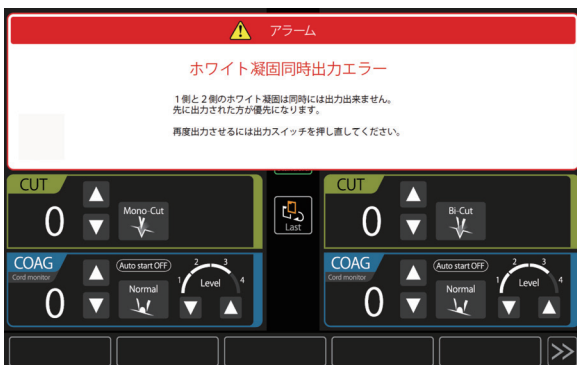 アラーム
ホワイト凝固同時出力エラー
1側と2側のホワイト凝固は同時には出力出来ません。
先に出力された方が優先になります。
再度出力させるには出力スイッチを押し直してください。
CUT
0
Mono-Cut
Last
CUT
0
Bi-Cut
COAG
Cord monitor
0
Auto start OFF
Normal
1 2 3 4
Level
COAG
Cord monitor
0
Auto start OFF
Normal
1 2 3 4
Level
>>